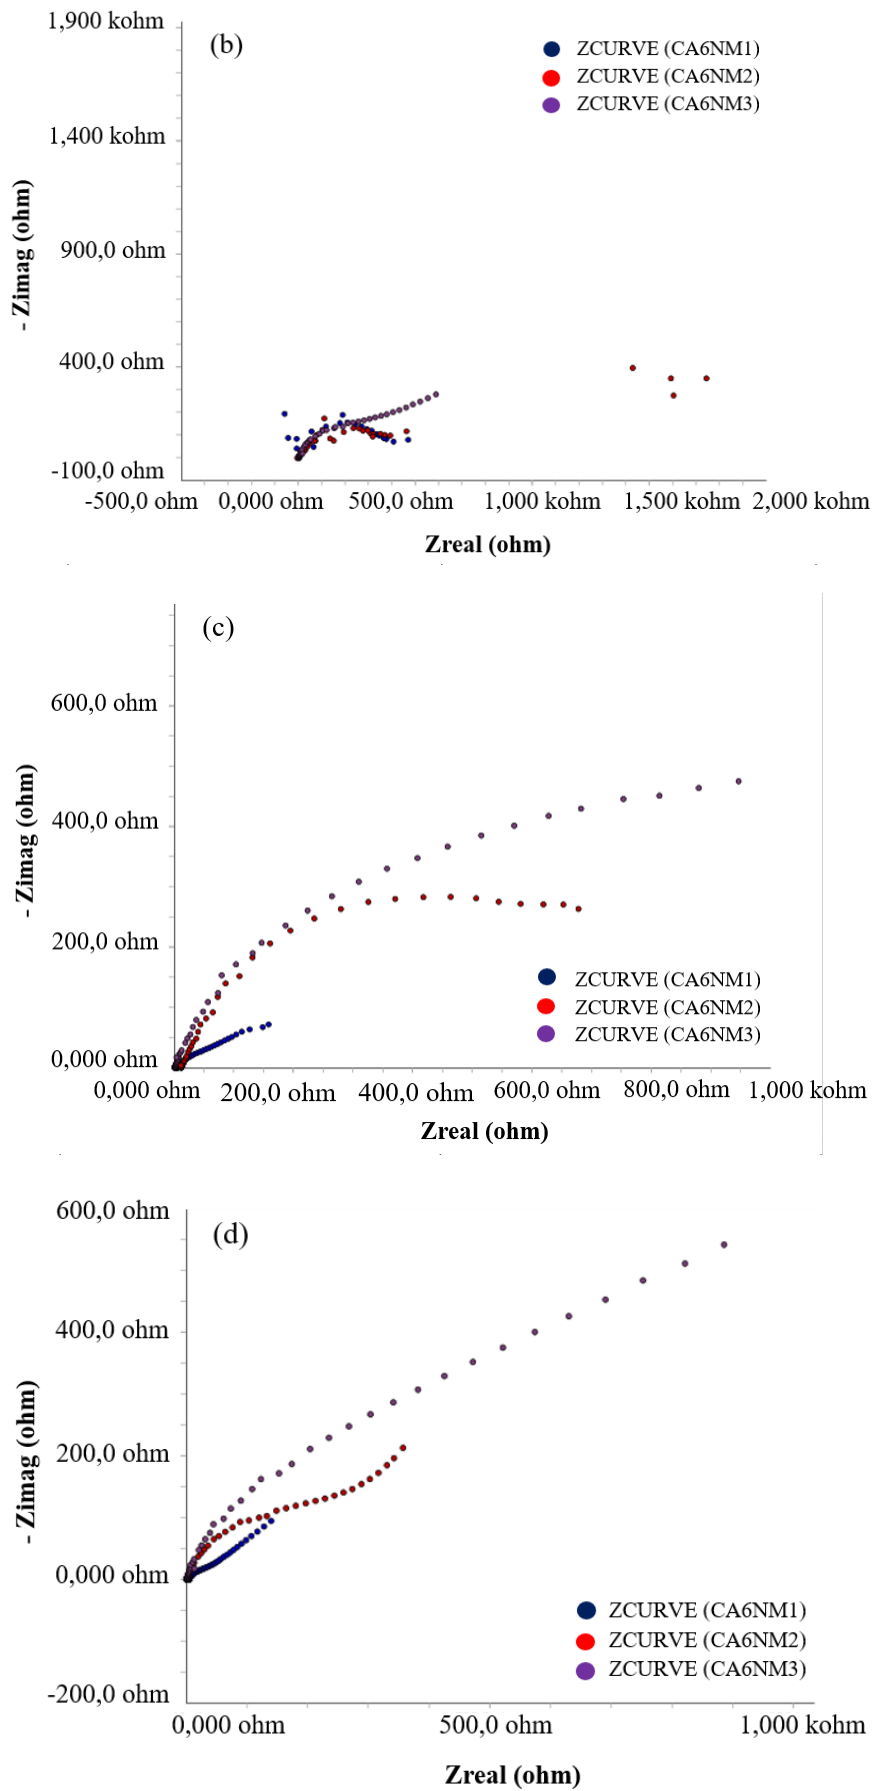 1,900 kohm
(b)
ZCURVE (CA6NM1)
ZCURVE (CA6NM2)
ZCURVE (CA6NM3)
1,400 kohm
- Zimag (ohm)
900,0 ohm
400,0 ohm
-100,0 ohm
-500,0 ohm 0,000 ohm 500,0 ohm 1,000 kohm 1,500 kohm 2,000 kohm
Zreal (ohm)
(c)
600,0 ohm
- Zimag (ohm)
400,0 ohm
200,0 ohm
ZCURVE (CA6NM1)
ZCURVE (CA6NM2)
ZCURVE (CA6NM3)
0,000 ohm
0,000 ohm 200,0 ohm 400,0 ohm 600,0 ohm 800,0 ohm 1,000 kohm
Zreal (ohm)
600,0 ohm
(d)
400,0 ohm
- Zimag (ohm)
200,0 ohm
0,000 ohm
ZCURVE (CA6NM1)
ZCURVE (CA6NM2)
ZCURVE (CA6NM3)
-200,0 ohm
0,000 ohm 500,0 ohm 1,000 kohm
Zreal (ohm)